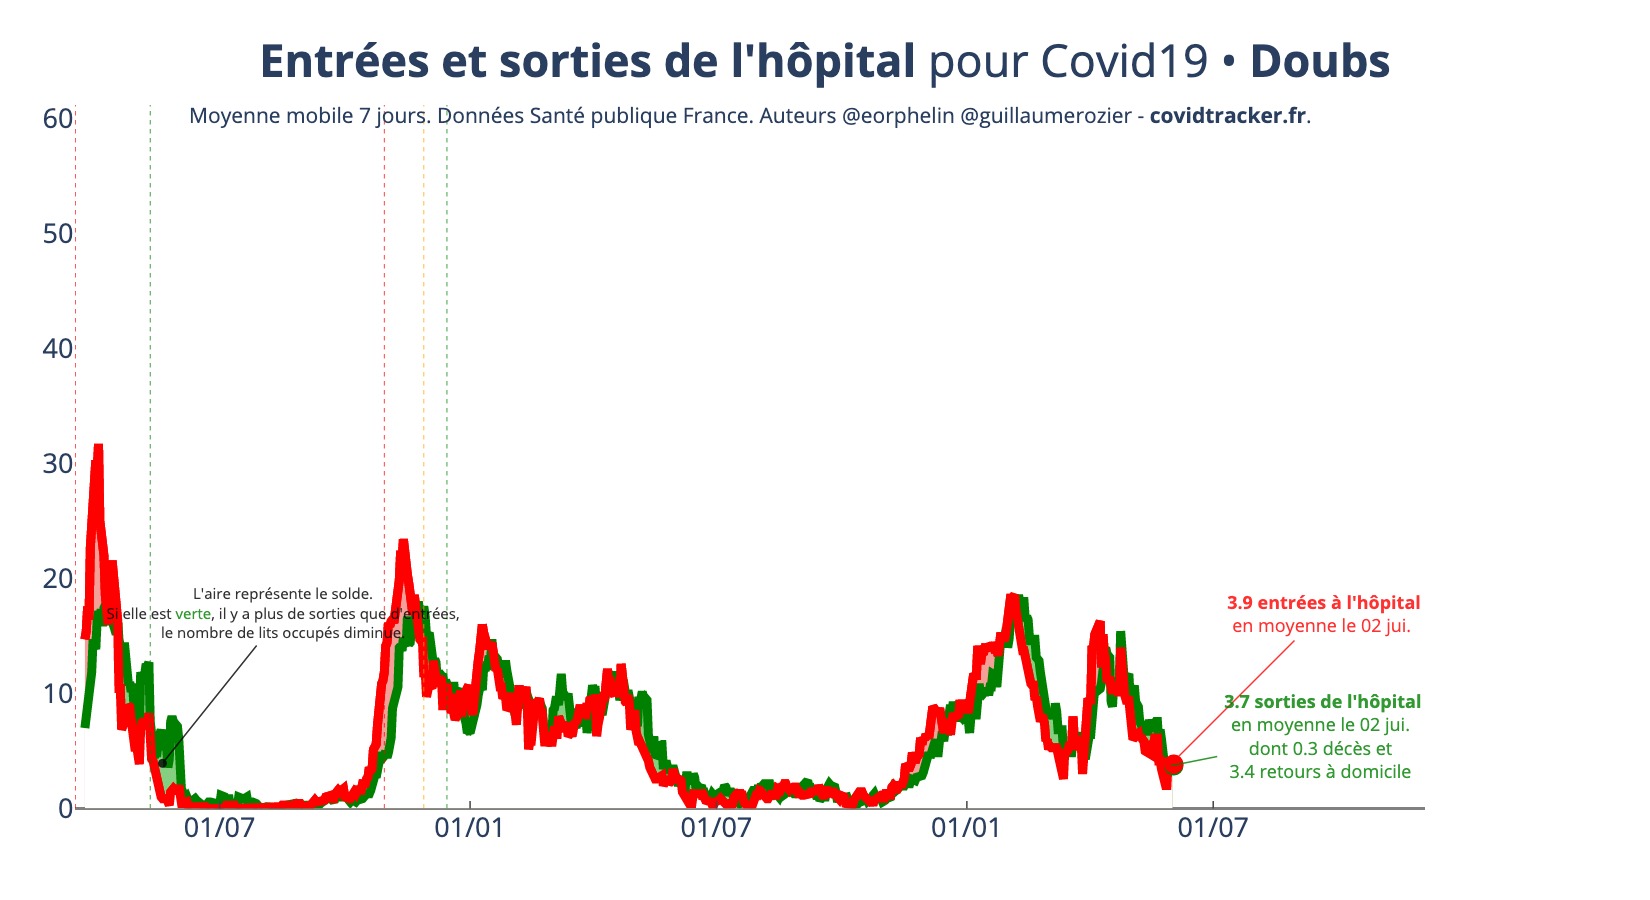 Entrées et sorties de l'hôpital pour Covid19 • Doubs
Moyenne mobile 7 jours. Données Santé publique France. Auteurs @eorphelin @guillaumerozier - covidtracker.fr.
60
50
40
30
20
10
0
L'aire représente le solde.
Si elle est verte, il y a plus de sorties que d'entrées,
le nombre de lits occupés diminue.
3.9 entrées à l'hôpital
en moyenne le 02 jui.
3.7 sorties de l'hôpital
en moyenne le 02 jui.
dont 0.3 décès et
3.4 retours à domicile
01/07
01/01
01/07
01/01
01/07